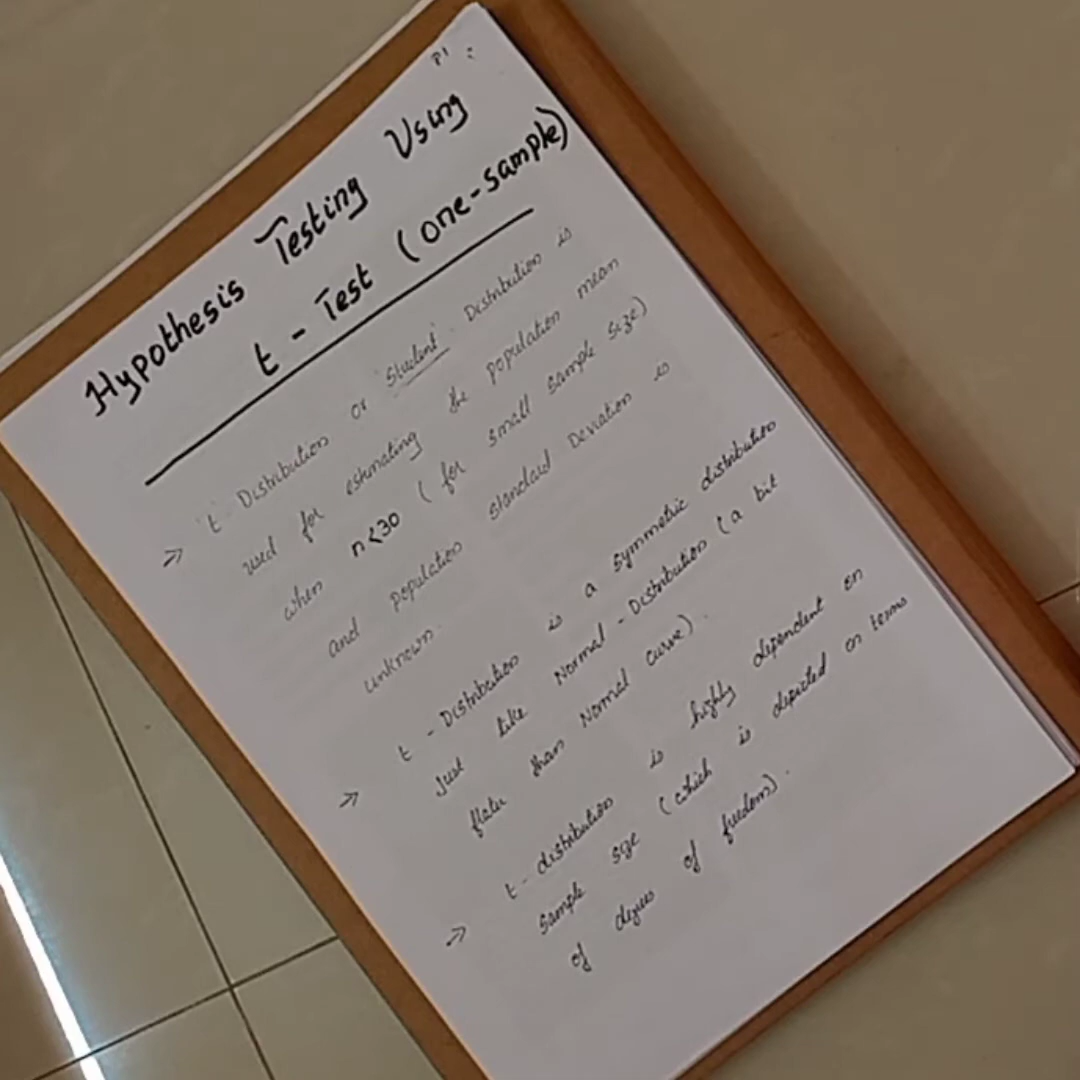 P1 :
Hypothesis Testing Using
t - Test (one-sample)
⇒ 't' Distribution or 'Student' Distribution is
used for estimating the population mean
when n<30 (for small sample size)
and population standard Deviation is
unknown.
⇒ t - Distribution is a symmetric distribution
just like Normal - Distribution (a bit
flatter than Normal curve).
⇒ t - distribution is highly dependent on
sample size (which is depicted on terms
of degrees of freedom).